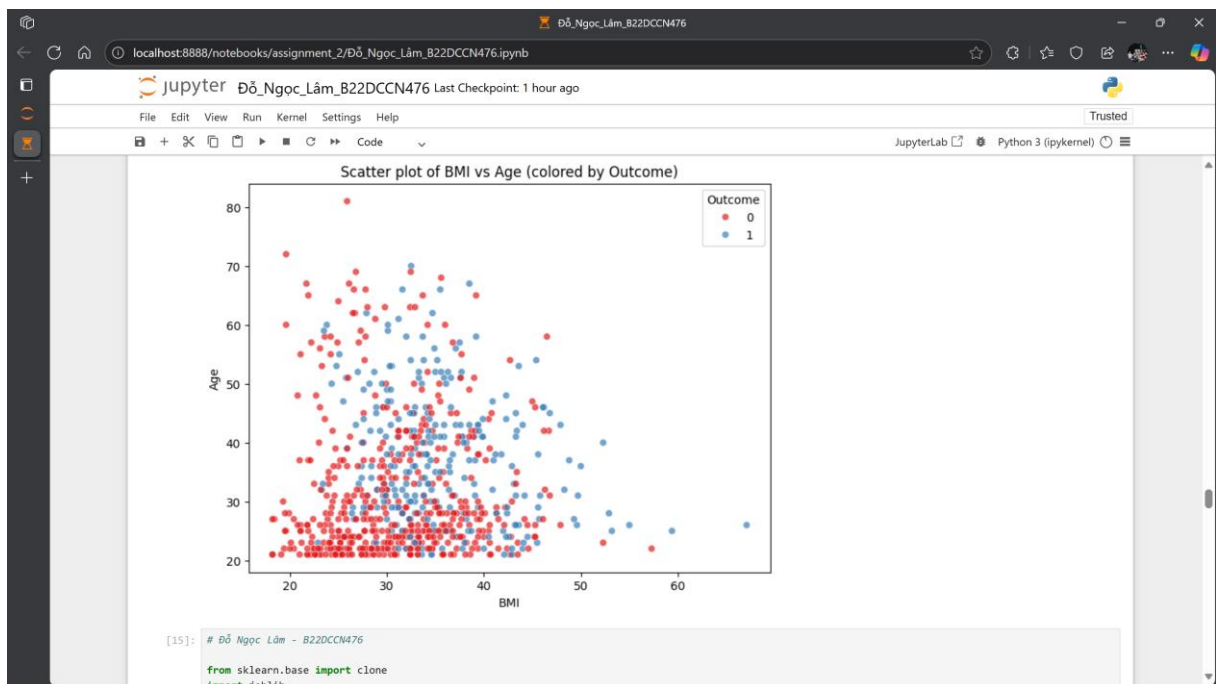 Đỗ_Ngọc_Lâm_B22DCCN476
localhost:8888/notebooks/assignment_2/Đỗ_Ngọc_Lâm_B22DCCN476.ipynb
jupyter Đỗ_Ngọc_Lâm_B22DCCN476 Last Checkpoint: 1 hour ago
File Edit View Run Kernel Settings Help
Trusted
Code
JupyterLab
Python 3 (ipykernel)
Scatter plot of BMI vs Age (colored by Outcome)
Outcome
0
1
80
70
60
50
40
30
20
Age
20 30 40 50 60
BMI
[15]: # Đỗ Ngọc Lâm - B22DCCN476
from sklearn.base import clone
import joblib